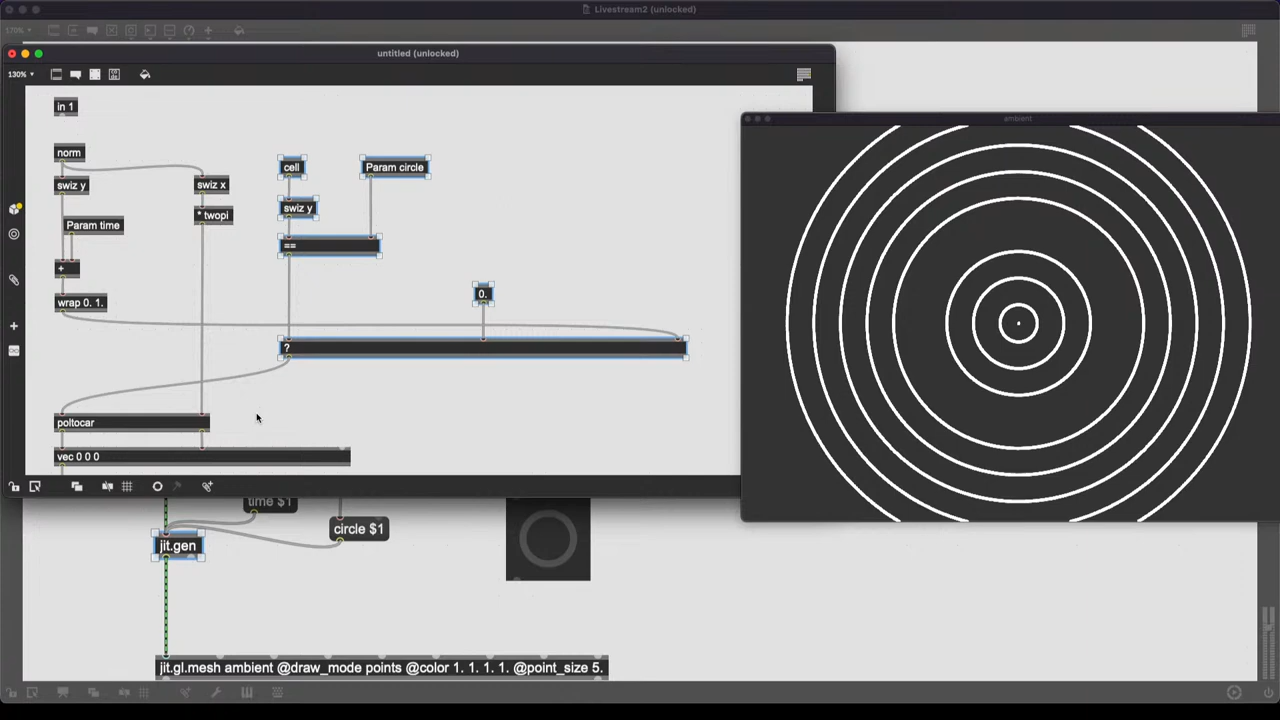 Livestream2 (unlocked)
170%
untitled (unlocked)
130%
in 1
ambient
norm
cell
Param circle
swiz y
swiz x
swiz y
* twopi
Param time
==
+
0.
wrap 0. 1.
?
poltocar
vec 0 0 0
time $1
circle $1
jit.gen
jit.gl.mesh ambient @draw_mode points @color 1. 1. 1. 1. @point_size 5.